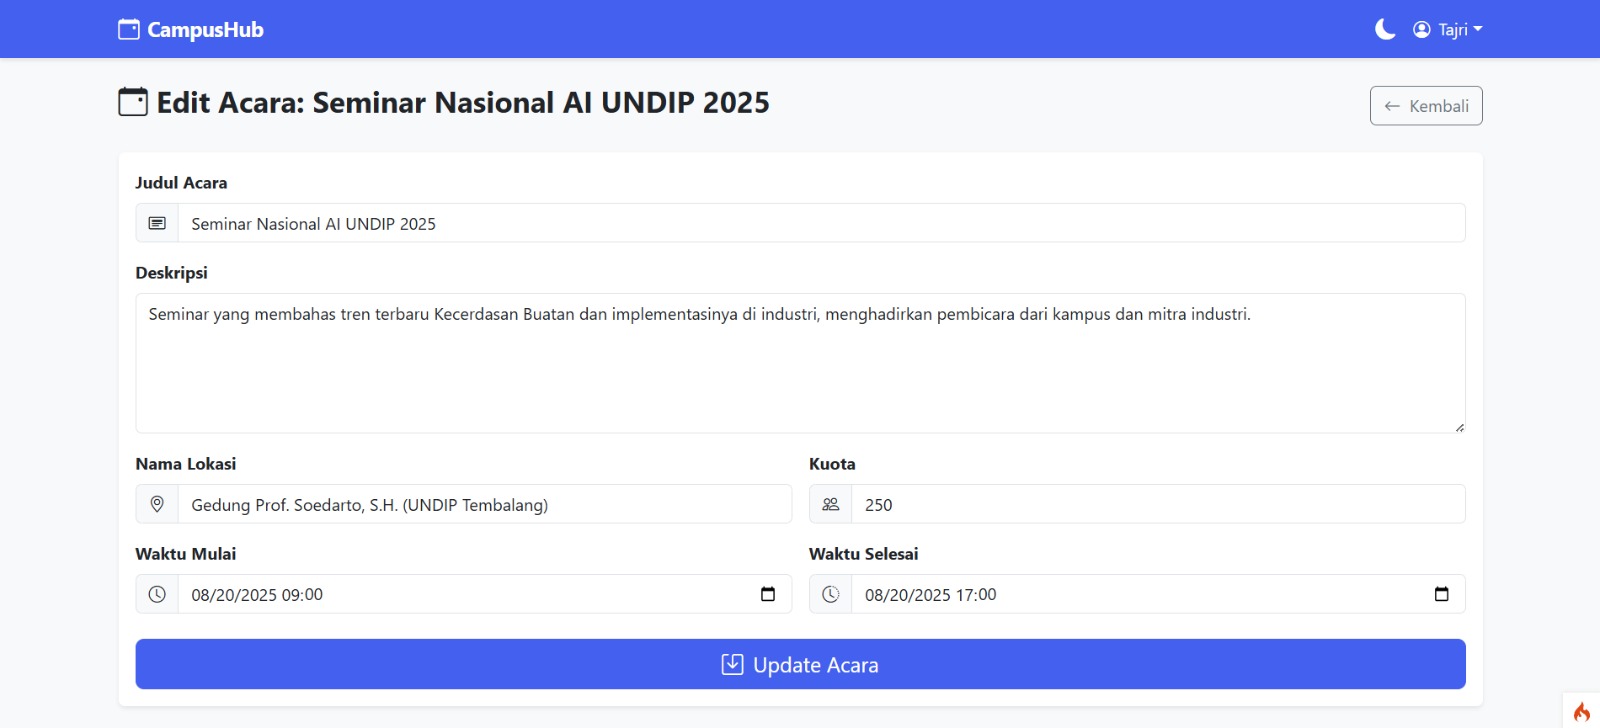 CampusHub
Tajri
Edit Acara: Seminar Nasional AI UNDIP 2025
Kembali
Judul Acara
Seminar Nasional AI UNDIP 2025
Deskripsi
Seminar yang membahas tren terbaru Kecerdasan Buatan dan implementasinya di industri, menghadirkan pembicara dari kampus dan mitra industri.
Nama Lokasi
Kuota
Gedung Prof. Soedarto, S.H. (UNDIP Tembalang)
250
Waktu Mulai
Waktu Selesai
08/20/2025 09:00
08/20/2025 17:00
Update Acara